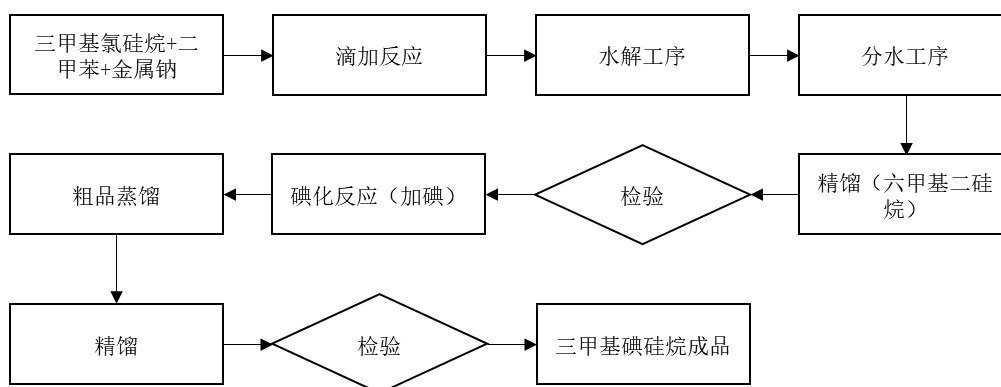 三甲基氯硅烷+二
甲苯+金属钠
滴加反应
水解工序
分水工序
粗品蒸馏
碘化反应（加碘）
检验
精馏（六甲基二硅
烷）
精馏
检验
三甲基碘硅烷成品